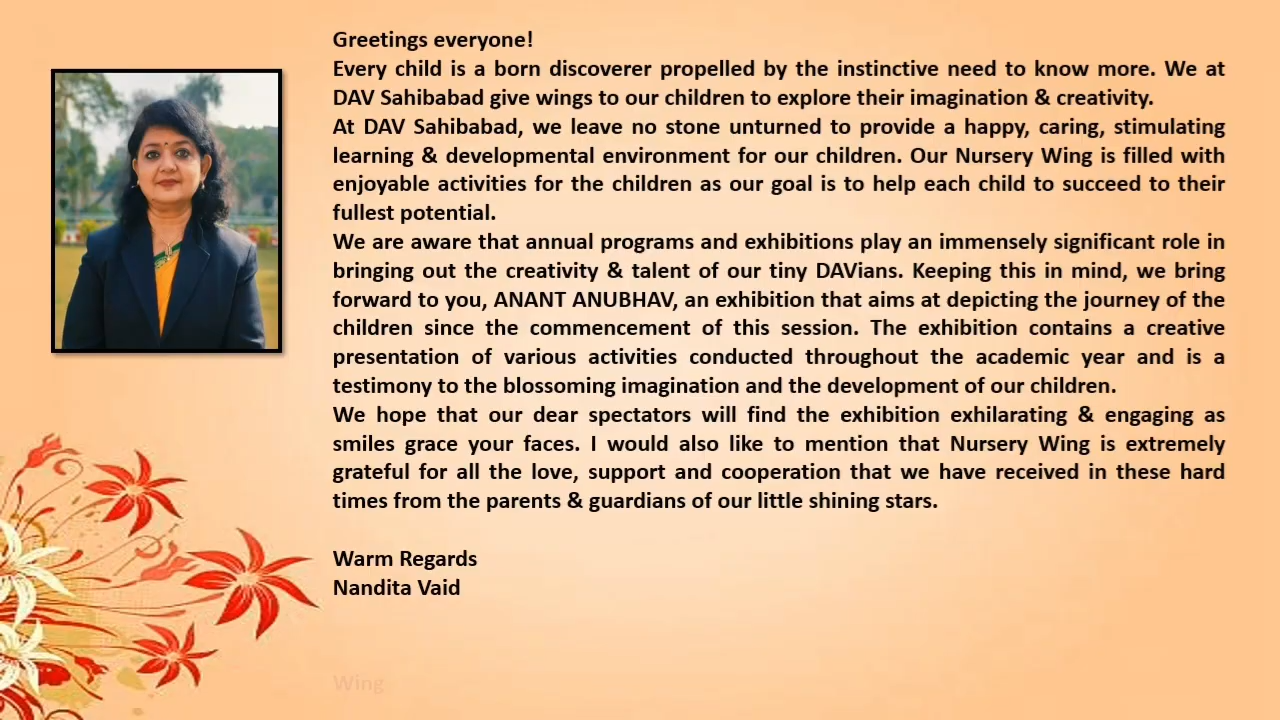 Greetings everyone!
Every child is a born discoverer propelled by the instinctive need to know more. We at
DAV Sahibabad give wings to our children to explore their imagination & creativity.
At DAV Sahibabad, we leave no stone unturned to provide a happy, caring, stimulating
learning & developmental environment for our children. Our Nursery Wing is filled with
enjoyable activities for the children as our goal is to help each child to succeed to their
fullest potential.
We are aware that annual programs and exhibitions play an immensely significant role in
bringing out the creativity & talent of our tiny DAVians. Keeping this in mind, we bring
forward to you, ANANT ANUBHAV, an exhibition that aims at depicting the journey of the
children since the commencement of this session. The exhibition contains a creative
presentation of various activities conducted throughout the academic year and is a
testimony to the blossoming imagination and the development of our children.
We hope that our dear spectators will find the exhibition exhilarating & engaging as
smiles grace your faces. I would also like to mention that Nursery Wing is extremely
grateful for all the love, support and cooperation that we have received in these hard
times from the parents & guardians of our little shining stars.
Warm Regards
Nandita Vaid
Wing